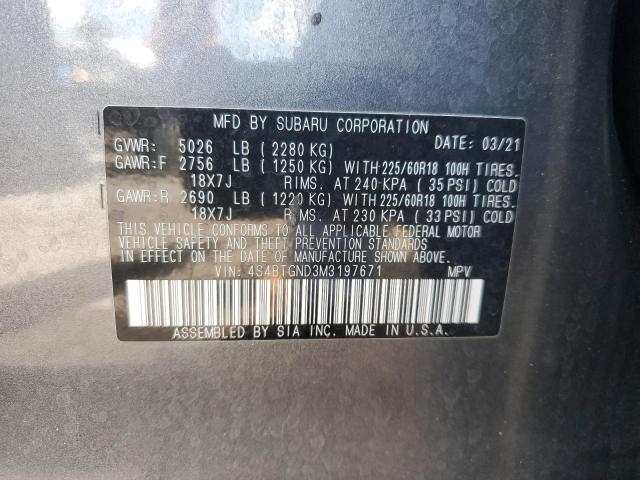 MFD BY SUBARU CORPORATION
GVWR: 5026 LB ( 2280 KG) DATE: 03/21
GAWR:F 2756 LB ( 1250 KG) WITH 225/60R18 100H TIRES.
18X7J RIMS. AT 240 KPA ( 35 PSI) COLD
GAWR:R 2690 LB ( 1220 KG) WITH 225/60R18 100H TIRES.
18X7J RIMS. AT 230 KPA ( 33 PSI) COLD
THIS VEHICLE CONFORMS TO ALL APPLICABLE FEDERAL MOTOR
VEHICLE SAFETY AND THEFT PREVENTION STANDARDS
IN EFFECT ON THE DATE OF MANUFACTURE SHOWN ABOVE.
VIN: 4S4BTGND3M3197671 MPV
ASSEMBLED BY SIA INC. MADE IN U.S.A.